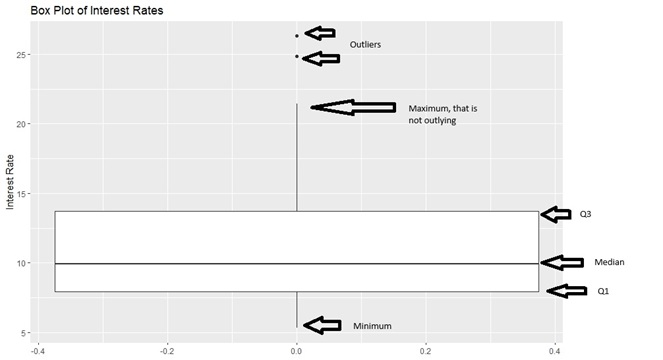 Box Plot of Interest Rates
Outliers
25
Maximum, that is
not outlying
20
Interest Rate
15
Q3
10
Median
Q1
Minimum
5
-0.4 -0.2 0.0 0.2 0.4